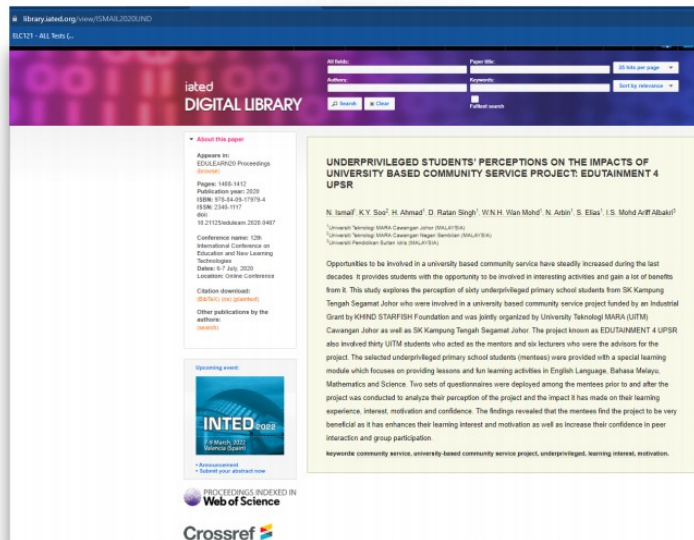 library.iated.org/view/ISMAIL2020UND
ELC121 - ALL Tests (...
iated
DIGITAL LIBRARY
All fields:
Paper title:
25 hits per page
Authors:
Keywords:
Sort by relevance
Search
Clear
Fulltext search
About this paper
Appears in:
EDULEARN20 Proceedings
(browse)
Pages: 1408-1412
Publication year: 2020
ISBN: 978-84-09-17979-4
ISSN: 2340-1117
doi:
10.21125/edulearn.2020.0467
Conference name: 12th
International Conference on
Education and New Learning
Technologies
Dates: 6-7 July, 2020
Location: Online Conference
Citation download:
(BibTeX) (ris) (plaintext)
Other publications by the
authors:
(search)
Upcoming event:
INTED 2022
7-9 March, 2022
Valencia (Spain)
• Announcement
• Submit your abstract now
PROCEEDINGS INDEXED IN
Web of Science
Crossref
UNDERPRIVILEGED STUDENTS' PERCEPTIONS ON THE IMPACTS OF
UNIVERSITY BASED COMMUNITY SERVICE PROJECT: EDUTAINMENT 4
UPSR
N. Ismail¹, K.Y. Soo², H. Ahmad¹, D. Ratan Singh¹, W.N.H. Wan Mohd¹, N. Arbin¹, S. Elias¹, I.S. Mohd Ariff Albakri³
¹Universiti Teknologi MARA Cawangan Johor (MALAYSIA)
²Universiti Teknologi MARA Cawangan Negeri Sembilan (MALAYSIA)
³Universiti Pendidikan Sultan Idris (MALAYSIA)
Opportunities to be involved in a university based community service have steadily increased during the last
decades. It provides students with the opportunity to be involved in interesting activities and gain a lot of benefits
from it. This study explores the perception of sixty underprivileged primary school students from SK Kampung
Tengah Segamat Johor who were involved in a university based community service project funded by an Industrial
Grant by KHIND STARFISH Foundation and was jointly organized by University Teknologi MARA (UiTM)
Cawangan Johor as well as SK Kampung Tengah Segamat Johor. The project known as EDUTAINMENT 4 UPSR
also involved thirty UiTM students who acted as the mentors and six lecturers who were the advisors for the
project. The selected underprivileged primary school students (mentees) were provided with a special learning
module which focuses on providing lessons and fun learning activities in English Language, Bahasa Melayu,
Mathematics and Science. Two sets of questionnaires were deployed among the mentees prior to and after the
project was conducted to analyze their perception of the project and the impact it has made on their learning
experience, interest, motivation and confidence. The findings revealed that the mentees find the project to be very
beneficial as it has enhances their learning interest and motivation as well as increase their confidence in peer
interaction and group participation.
keywords: community service, university-based community service project, underprivileged, learning interest, motivation.